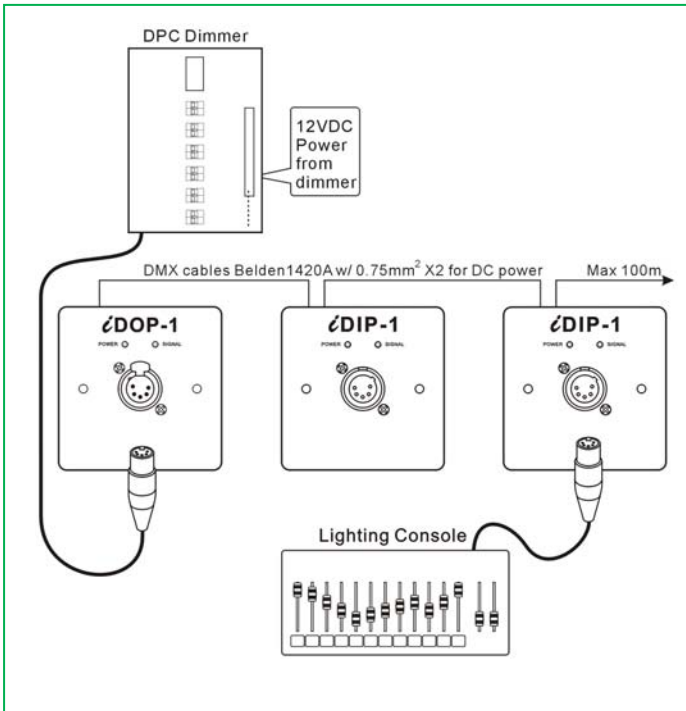 DPC Dimmer
12VDC
Power
from
dimmer
DMX cables Belden1420A w/ 0.75mm² X2 for DC power
Max 100m
iDOP-1
POWER SIGNAL
iDIP-1
POWER SIGNAL
iDIP-1
POWER SIGNAL
Lighting Console